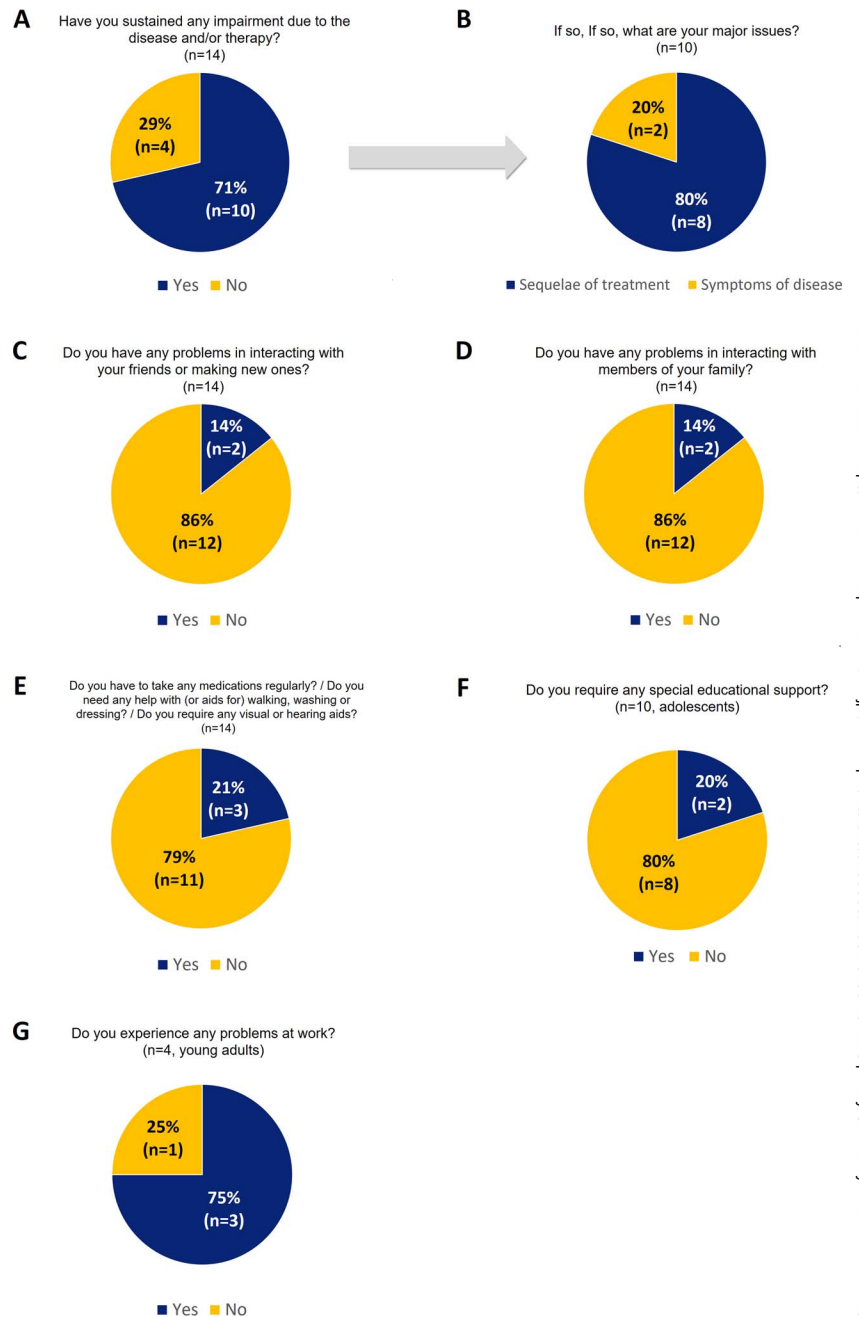 A
Have you sustained any impairment due to the
disease and/or therapy?
(n=14)
29%
(n=4)
71%
(n=10)
Yes No
B
If so, If so, what are your major issues?
(n=10)
20%
(n=2)
80%
(n=8)
Sequelae of treatment Symptoms of disease
C
Do you have any problems in interacting with
your friends or making new ones?
(n=14)
14%
(n=2)
86%
(n=12)
Yes No
D
Do you have any problems in interacting with
members of your family?
(n=14)
14%
(n=2)
86%
(n=12)
Yes No
E
Do you have to take any medications regularly? / Do you
need any help with (or aids for) walking, washing or
dressing? / Do you require any visual or hearing aids?
(n=14)
21%
(n=3)
79%
(n=11)
Yes No
F
Do you require any special educational support?
(n=10, adolescents)
20%
(n=2)
80%
(n=8)
Yes No
G
Do you experience any problems at work?
(n=4, young adults)
25%
(n=1)
75%
(n=3)
Yes No